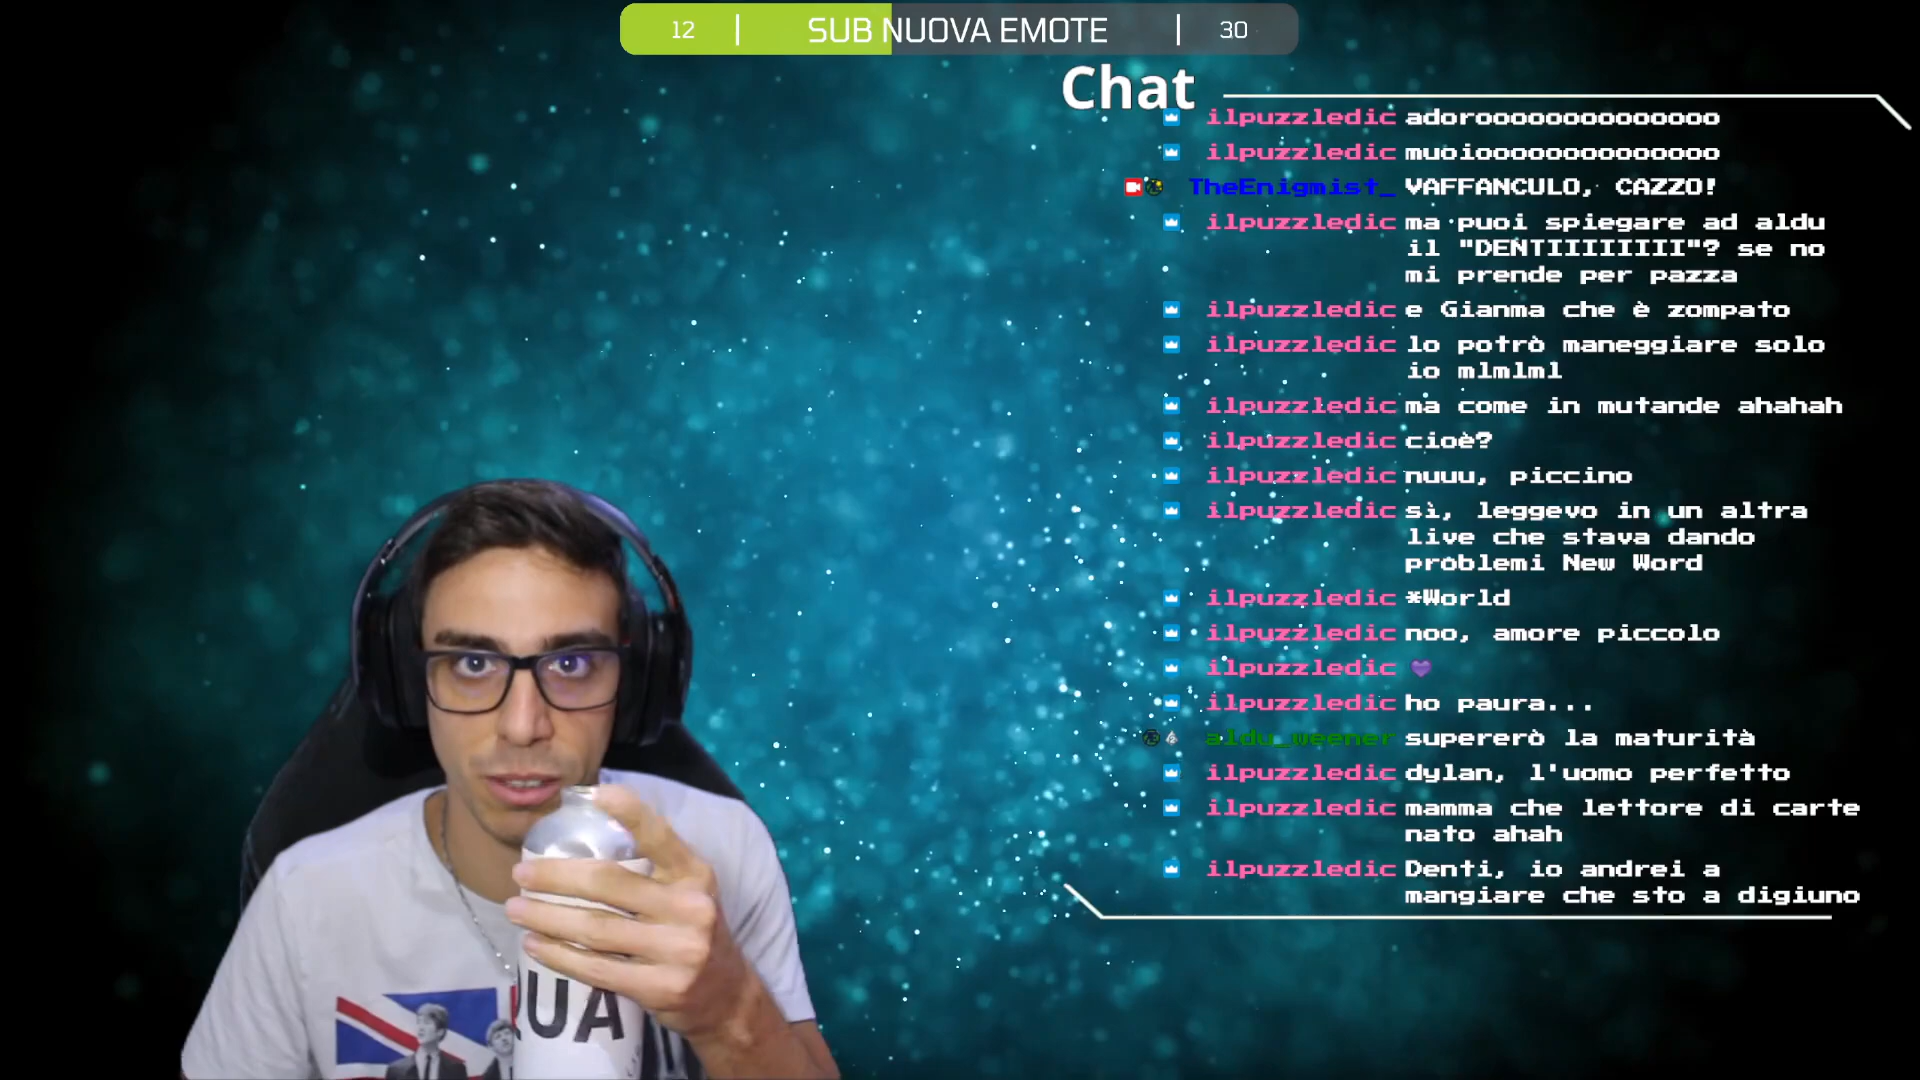 12 | SUB NUOVA EMOTE | 30
Chat
ilpuzzledic adorooooooooooooooo
ilpuzzledic muoioooooooooooooo
TheEnigmist_ VAFFANCULO, CAZZO!
ilpuzzledic ma puoi spiegare ad aldu
il "DENTIIIIIIII"? se no
mi prende per pazza
ilpuzzledic e Gianma che è zompato
ilpuzzledic lo potrò maneggiare solo
io mlmlml
ilpuzzledic ma come in mutande ahahah
ilpuzzledic cioè?
ilpuzzledic nuuu, piccino
ilpuzzledic sì, leggevo in un altra
live che stava dando
problemi New Word
ilpuzzledic *World
ilpuzzledic noo, amore piccolo
ilpuzzledic 💜
ilpuzzledic ho paura...
aldu_weener supererò la maturità
ilpuzzledic dylan, l'uomo perfetto
ilpuzzledic mamma che lettore di carte
nato ahah
ilpuzzledic Denti, io andrei a
mangiare che sto a digiuno
QUA